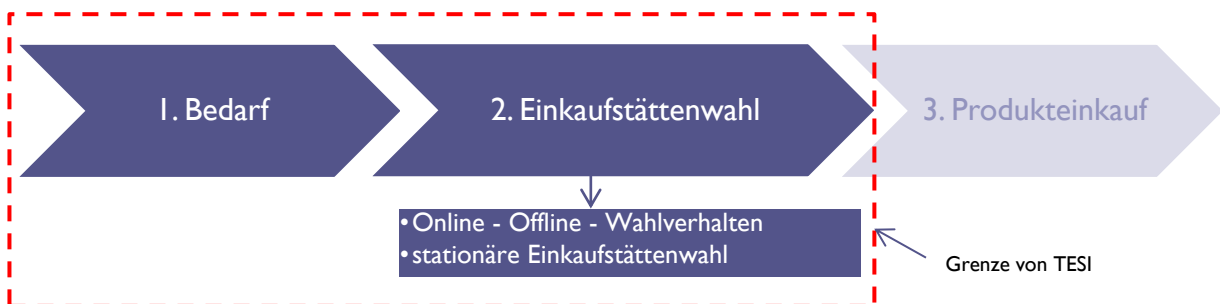 1. Bedarf
2. Einkaufstättenwahl
3. Produkteinkauf
•Online - Offline - Wahlverhalten
•stationäre Einkaufstättenwahl
Grenze von TESI